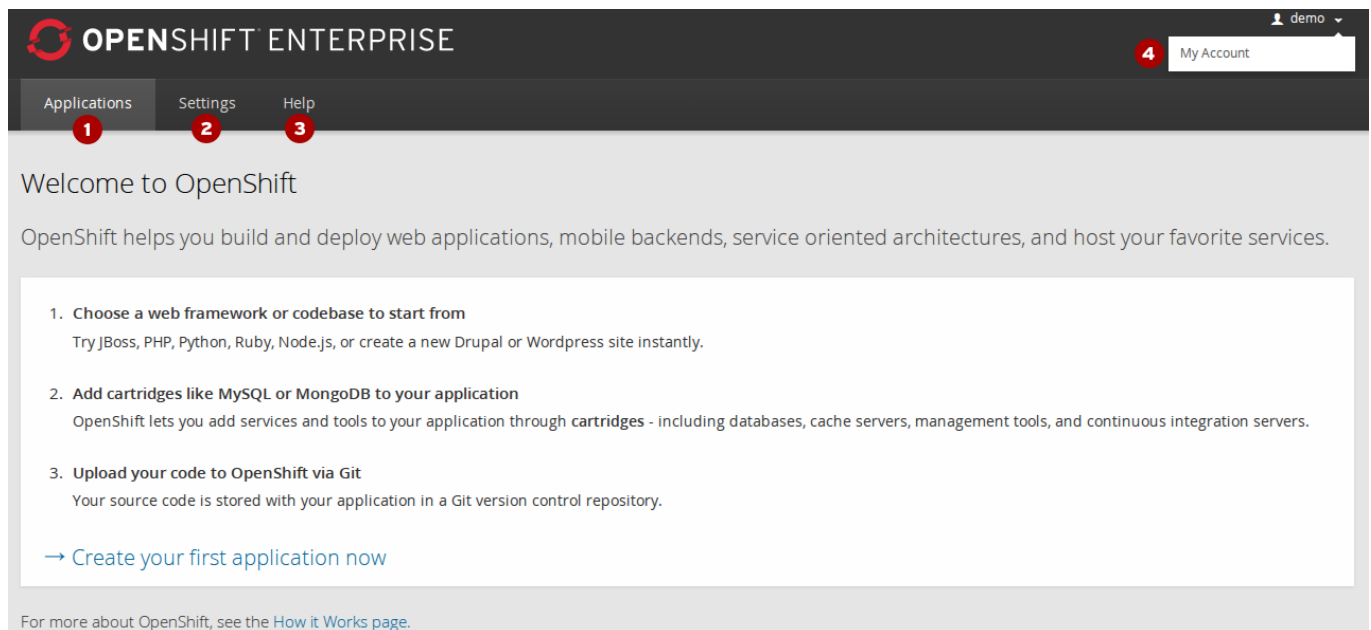 OPENSHIFT ENTERPRISE
demo
4 My Account
Applications Settings Help
1 2 3
Welcome to OpenShift
OpenShift helps you build and deploy web applications, mobile backends, service oriented architectures, and host your favorite services.
1. Choose a web framework or codebase to start from
Try JBoss, PHP, Python, Ruby, Node.js, or create a new Drupal or Wordpress site instantly.
2. Add cartridges like MySQL or MongoDB to your application
OpenShift lets you add services and tools to your application through cartridges - including databases, cache servers, management tools, and continuous integration servers.
3. Upload your code to OpenShift via Git
Your source code is stored with your application in a Git version control repository.
→ Create your first application now
For more about OpenShift, see the How it Works page.